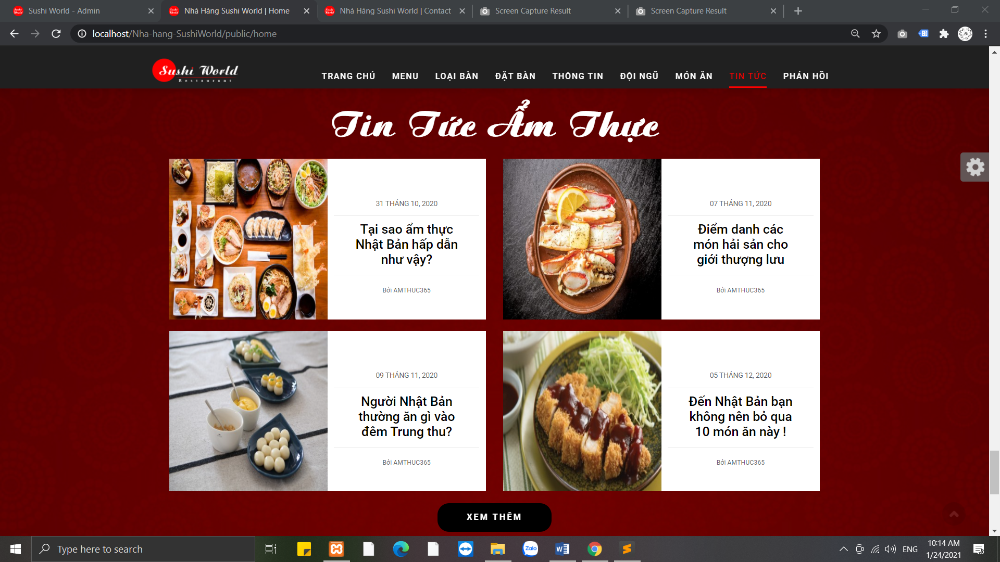 Sushi World - Admin
Nhà Hàng Sushi World | Home
Nhà Hàng Sushi World | Contact
Screen Capture Result
Screen Capture Result
localhost/Nha-hang-SushiWorld/public/home
Sushi World
Restaurant
TRANG CHỦ MENU LOẠI BÀN ĐẶT BÀN THÔNG TIN ĐỘI NGŨ MÓN ĂN TIN TỨC PHẢN HỒI
Tin Tức Ẩm Thực
31 THÁNG 10, 2020
Tại sao ẩm thực
Nhật Bản hấp dẫn
như vậy?
Bởi AMTHUC365
07 THÁNG 11, 2020
Điểm danh các
món hải sản cho
giới thượng lưu
Bởi AMTHUC365
09 THÁNG 11, 2020
Người Nhật Bản
thường ăn gì vào
đêm Trung thu?
Bởi AMTHUC365
05 THÁNG 12, 2020
Đến Nhật Bản bạn
không nên bỏ qua
10 món ăn này !
Bởi AMTHUC365
XEM THÊM
Type here to search
Zalo
ENG
10:14 AM
1/24/2021